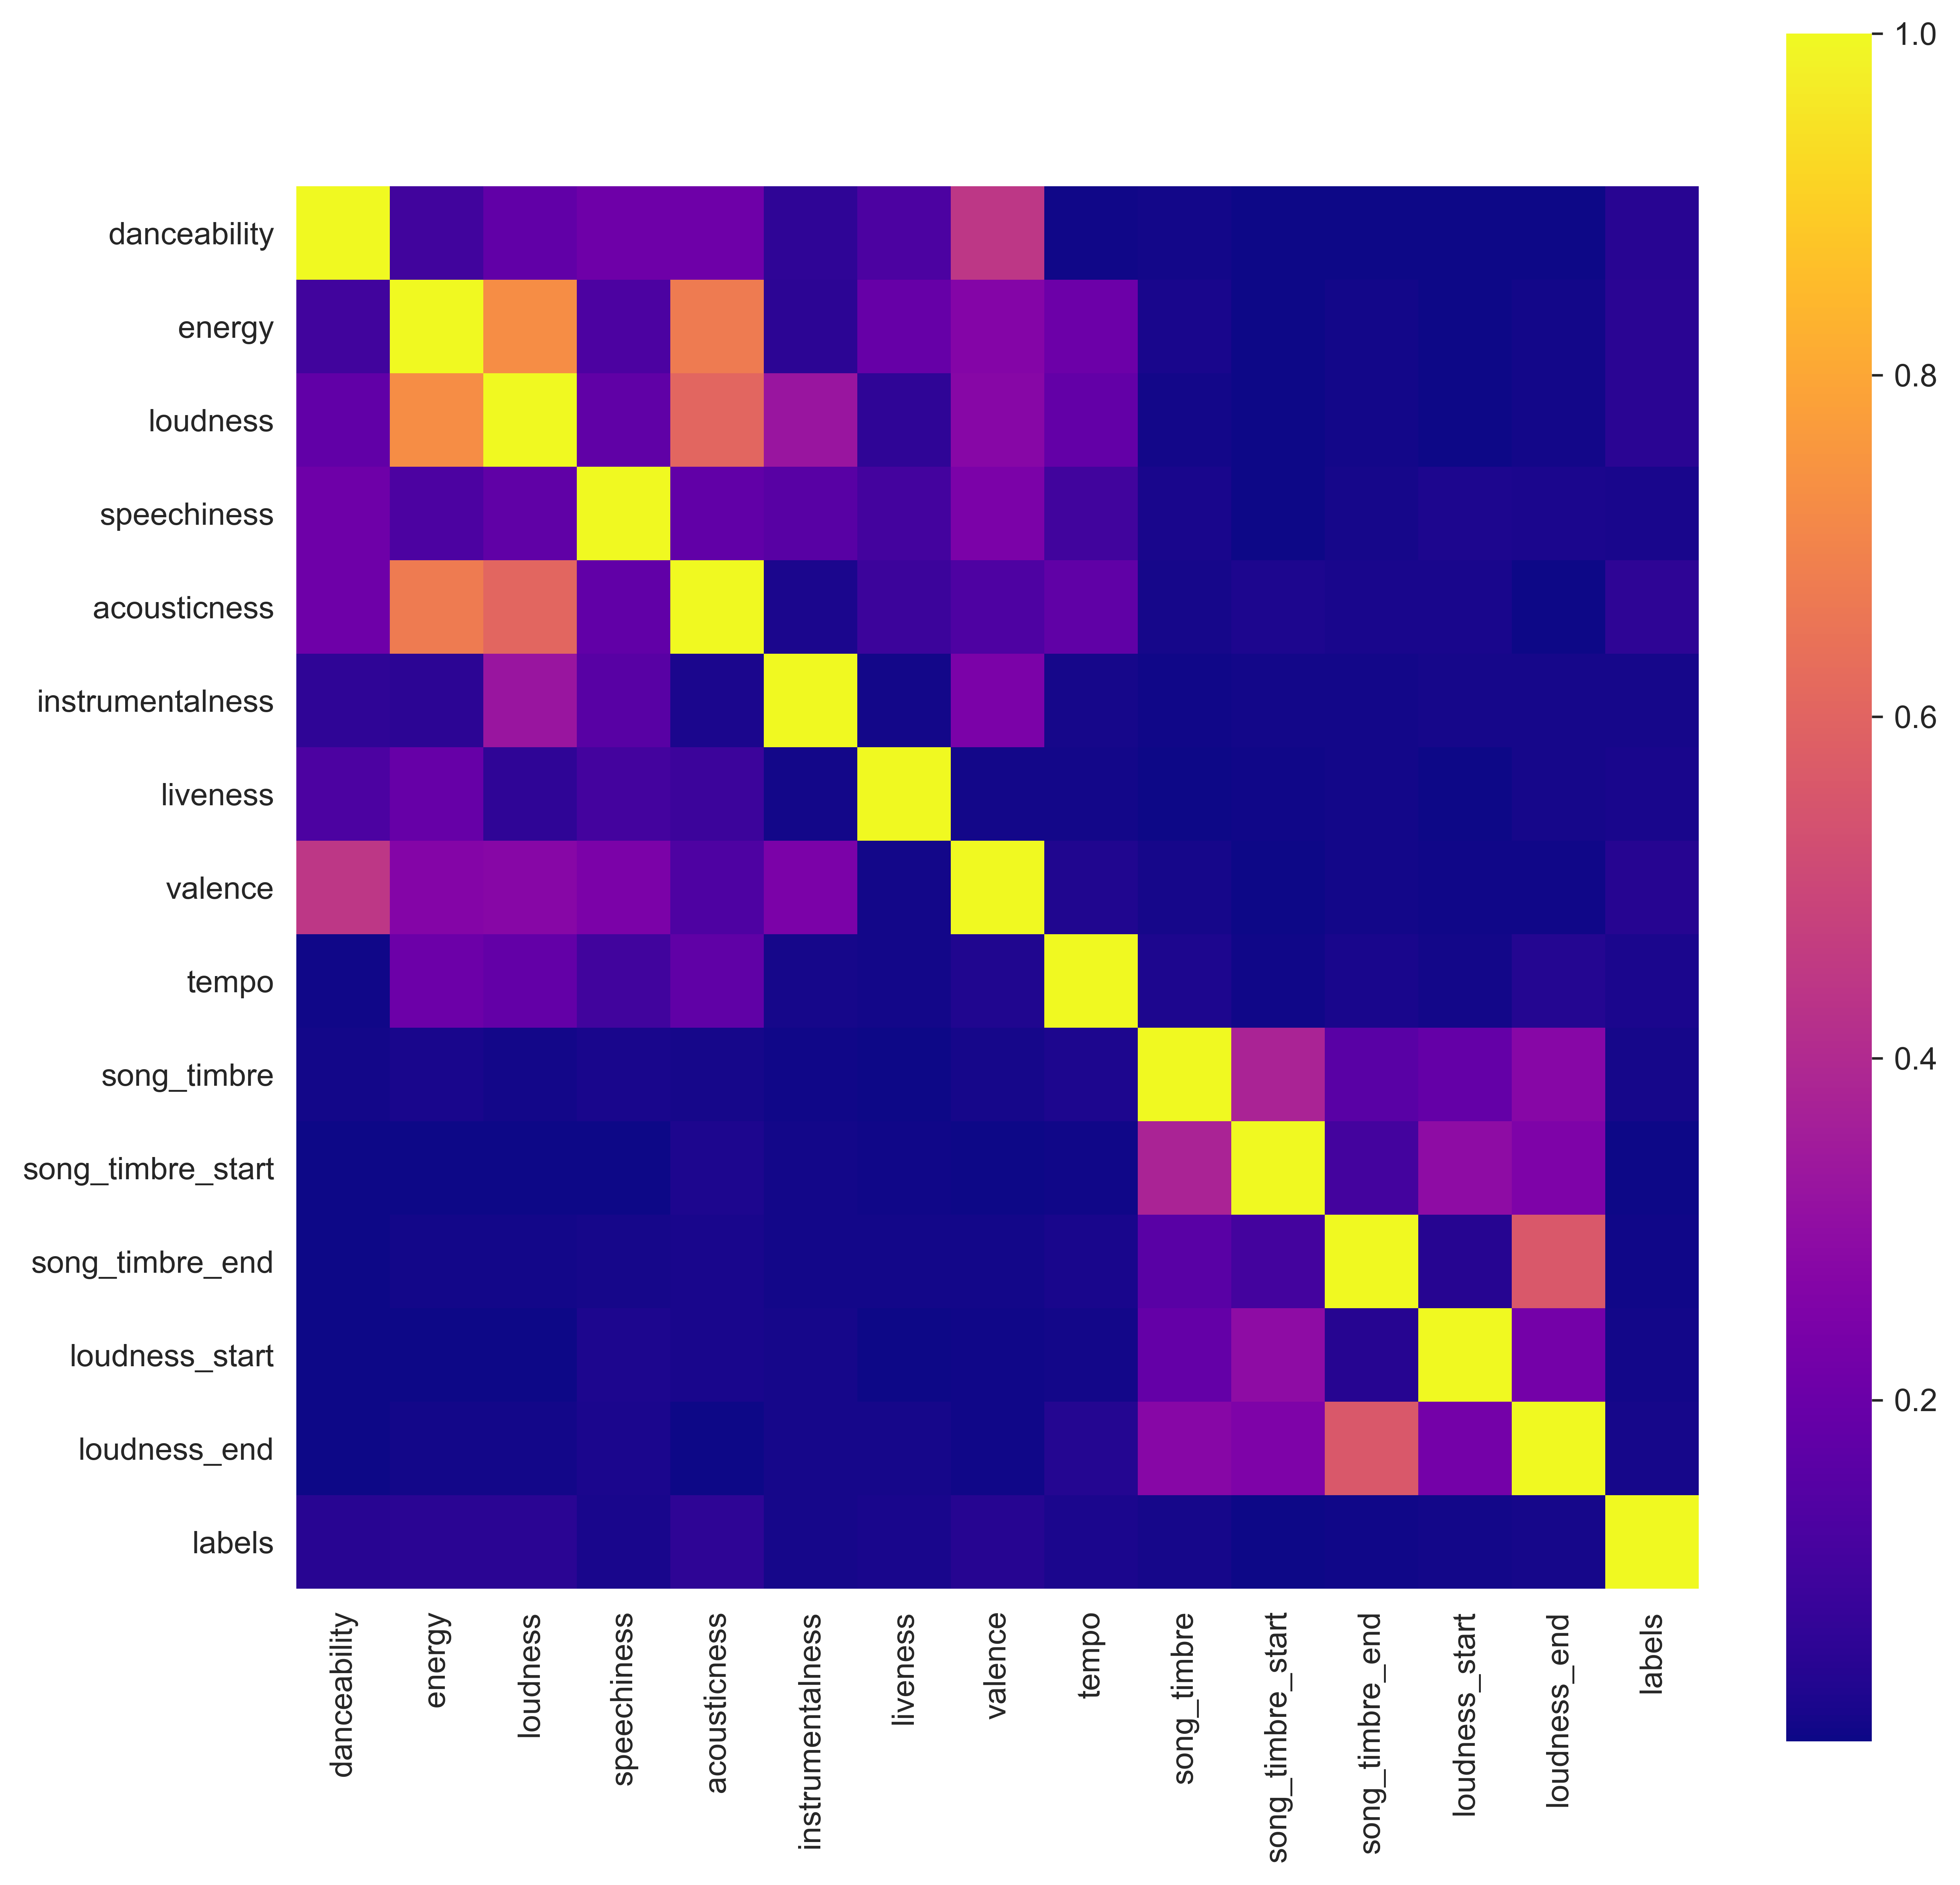 danceability
energy
loudness
speechiness
acousticness
instrumentalness
liveness
valence
tempo
song_timbre
song_timbre_start
song_timbre_end
loudness_start
loudness_end
labels
danceability
energy
loudness
speechiness
acousticness
instrumentalness
liveness
valence
tempo
song_timbre
song_timbre_start
song_timbre_end
loudness_start
loudness_end
labels
1.0
0.8
0.6
0.4
0.2